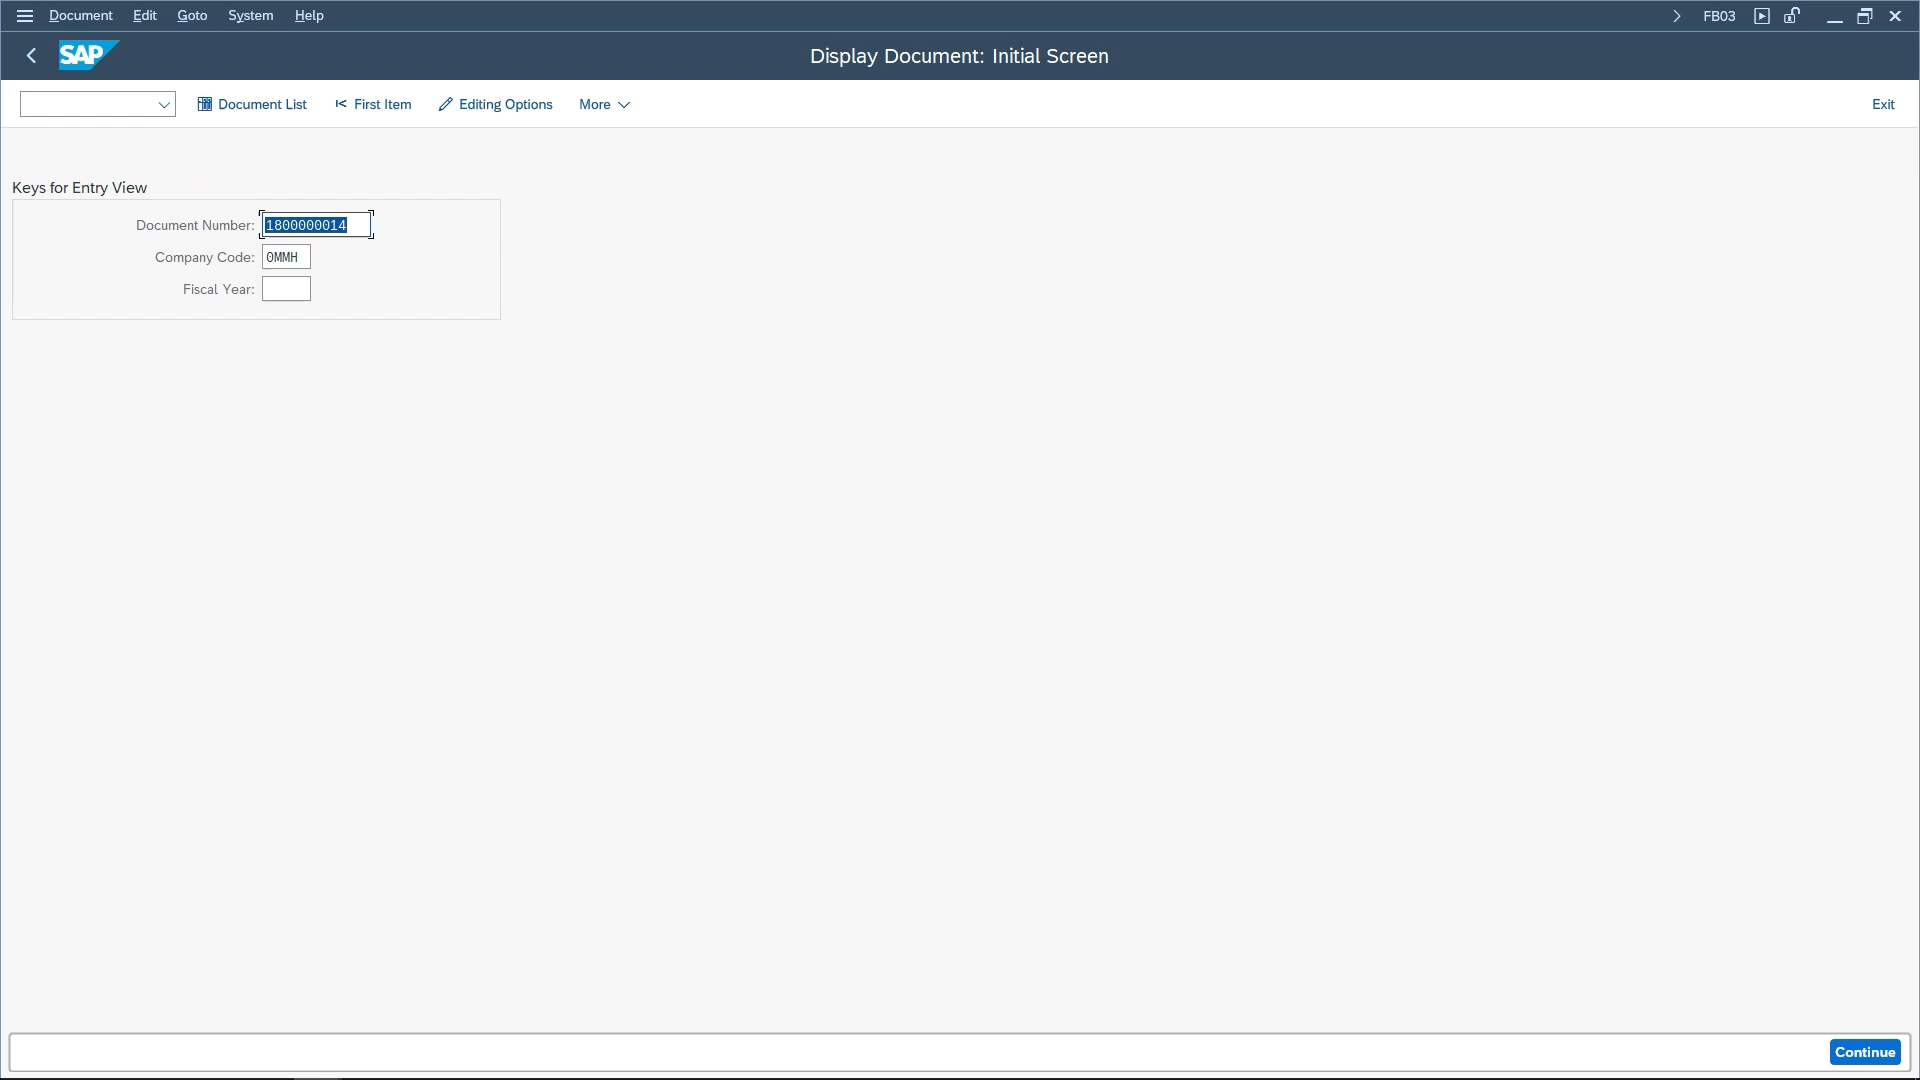 Document Edit Goto System Help FB03
SAP Display Document: Initial Screen
Document List First Item Editing Options More Exit
Keys for Entry View
Document Number: 1800000014
Company Code: 0MMH
Fiscal Year:
Continue